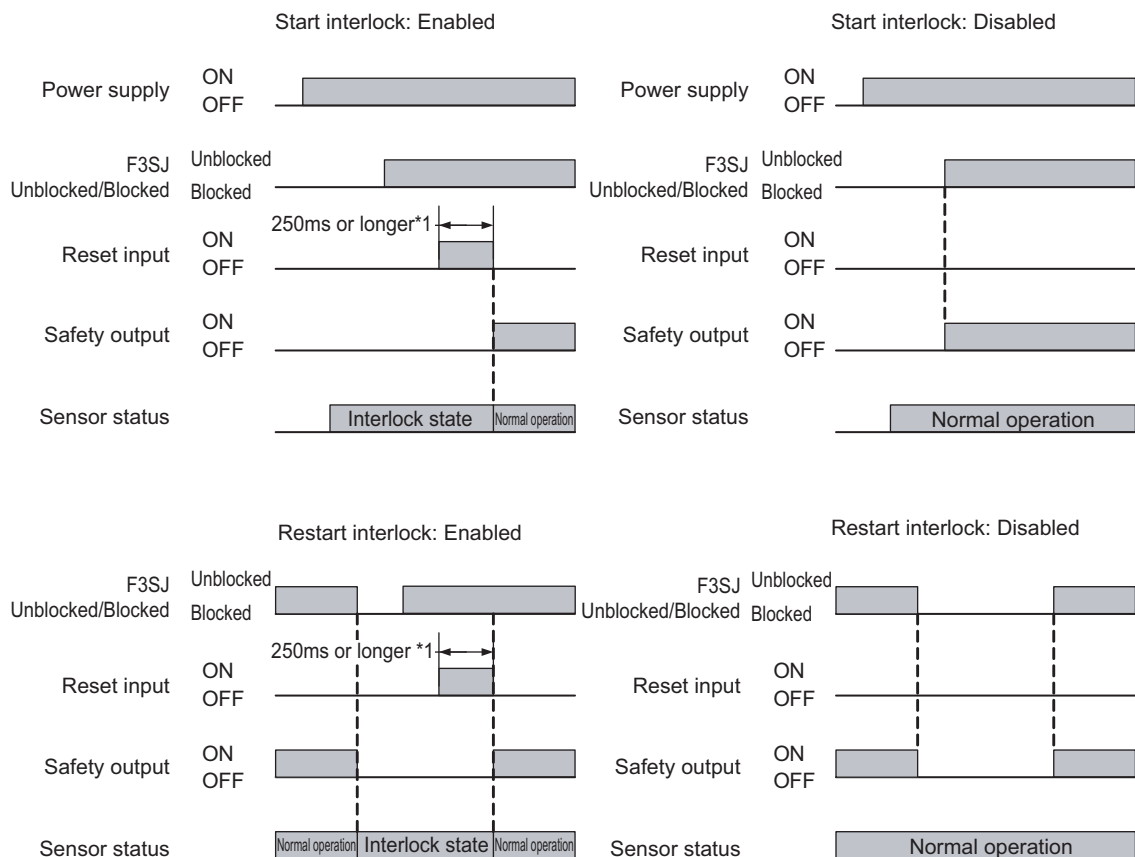 Start interlock: Enabled
Power supply
ON
OFF
F3SJ
Unblocked/Blocked
Unblocked
Blocked
250ms or longer*1
Reset input
ON
OFF
Safety output
ON
OFF
Sensor status
Interlock state
Normal operation
Start interlock: Disabled
Power supply
ON
OFF
F3SJ
Unblocked/Blocked
Unblocked
Blocked
Reset input
ON
OFF
Safety output
ON
OFF
Sensor status
Normal operation
Restart interlock: Enabled
F3SJ
Unblocked/Blocked
Unblocked
Blocked
250ms or longer *1
Reset input
ON
OFF
Safety output
ON
OFF
Sensor status
Normal operation
Interlock state
Normal operation
Restart interlock: Disabled
F3SJ
Unblocked/Blocked
Unblocked
Blocked
Reset input
ON
OFF
Safety output
ON
OFF
Sensor status
Normal operation